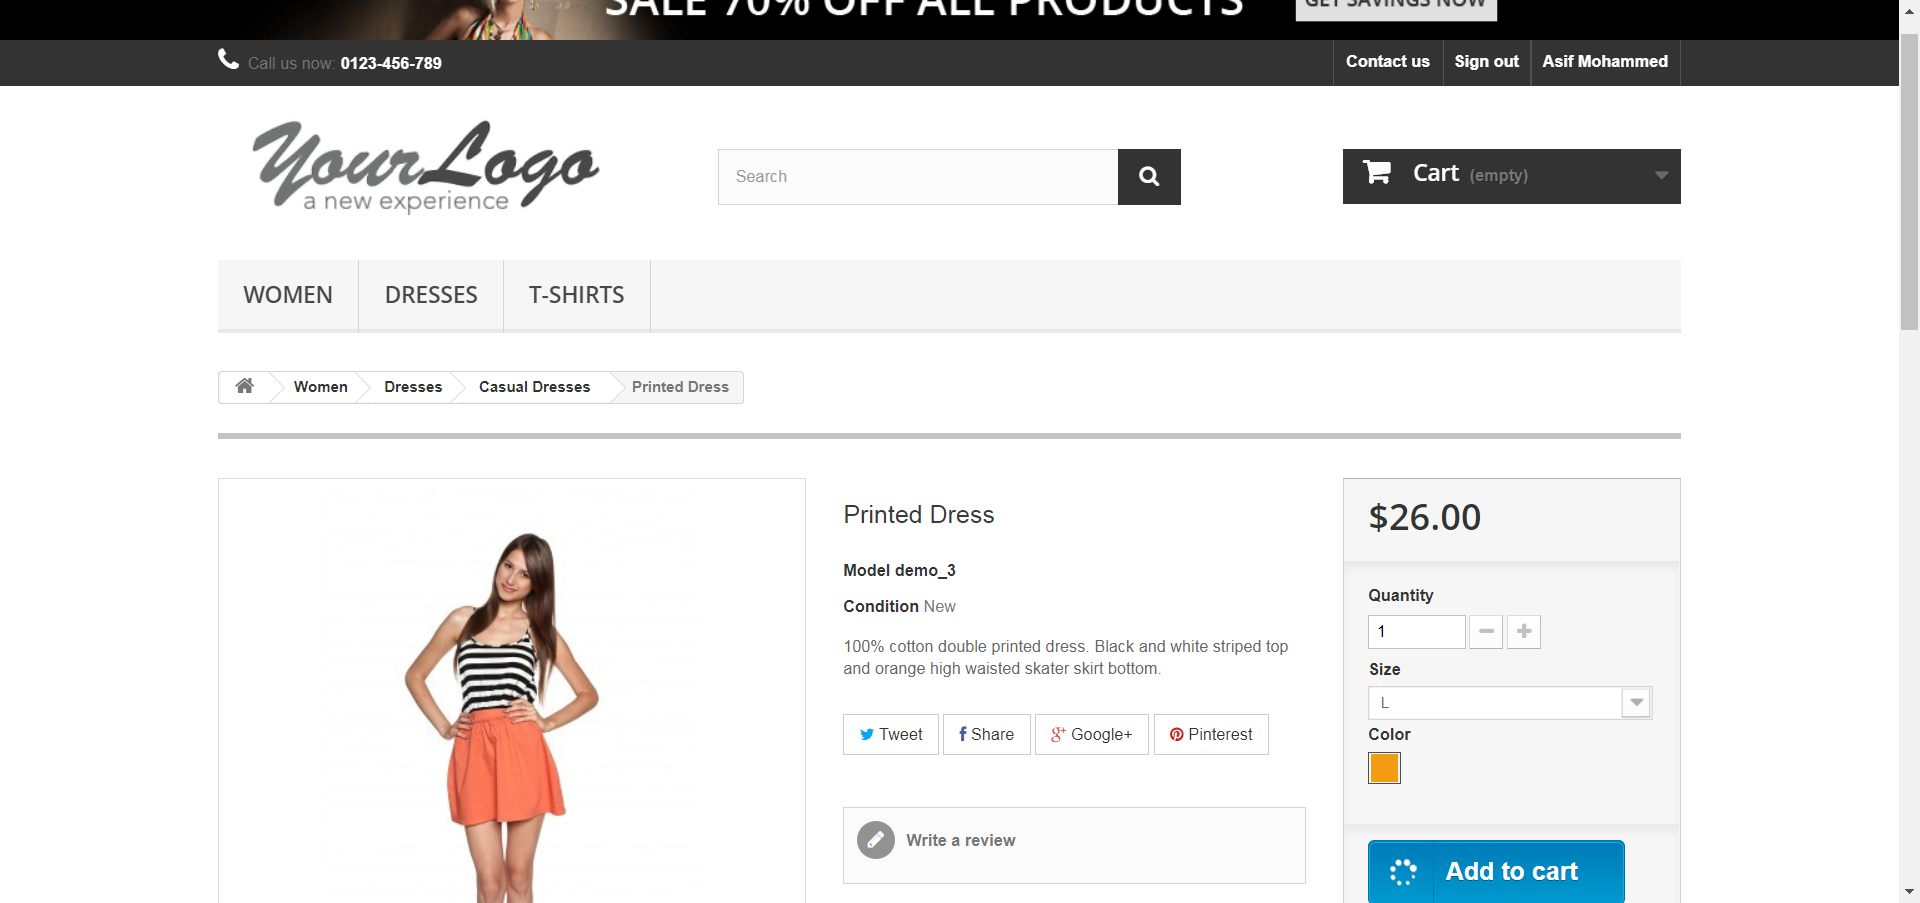 SALE 70% OFF ALL PRODUCTS
GET SAVINGS NOW
Call us now: 0123-456-789
Contact us
Sign out
Asif Mohammed
YourLogo
a new experience
Search
Cart (empty)
WOMEN
DRESSES
T-SHIRTS
Women
Dresses
Casual Dresses
Printed Dress
Printed Dress
Model demo_3
Condition New
100% cotton double printed dress. Black and white striped top
and orange high waisted skater skirt bottom.
Tweet
Share
Google+
Pinterest
Write a review
$26.00
Quantity
1
Size
L
Color
Add to cart